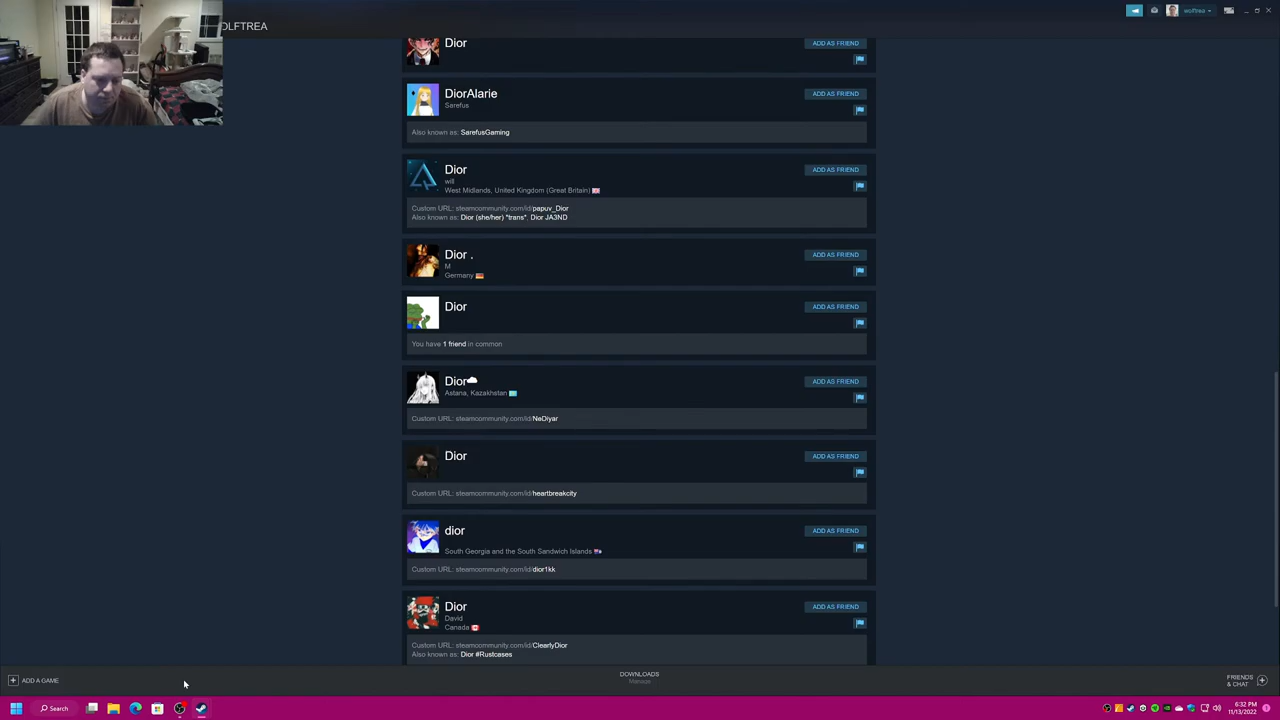 OLFTREA
wolftrea
Dior
ADD AS FRIEND
DiorAlarie
ADD AS FRIEND
Sarefus
Also known as: SarefusGaming
Dior
ADD AS FRIEND
will
West Midlands, United Kingdom (Great Britain)
Custom URL: steamcommunity.com/id/papuv_Dior
Also known as: Dior (she/her) *trans*, Dior JA3ND
Dior .
ADD AS FRIEND
M
Germany
Dior
ADD AS FRIEND
You have 1 friend in common
Dior
ADD AS FRIEND
Astana, Kazakhstan
Custom URL: steamcommunity.com/id/NeDiyar
Dior
ADD AS FRIEND
Custom URL: steamcommunity.com/id/heartbreakcity
dior
ADD AS FRIEND
South Georgia and the South Sandwich Islands
Custom URL: steamcommunity.com/id/dior1kk
Dior
ADD AS FRIEND
David
Canada
Custom URL: steamcommunity.com/id/ClearlyDior
Also known as: Dior #Rustcases
ADD A GAME
DOWNLOADS
Manage
FRIENDS
& CHAT
Search
6:32 PM
11/13/2022